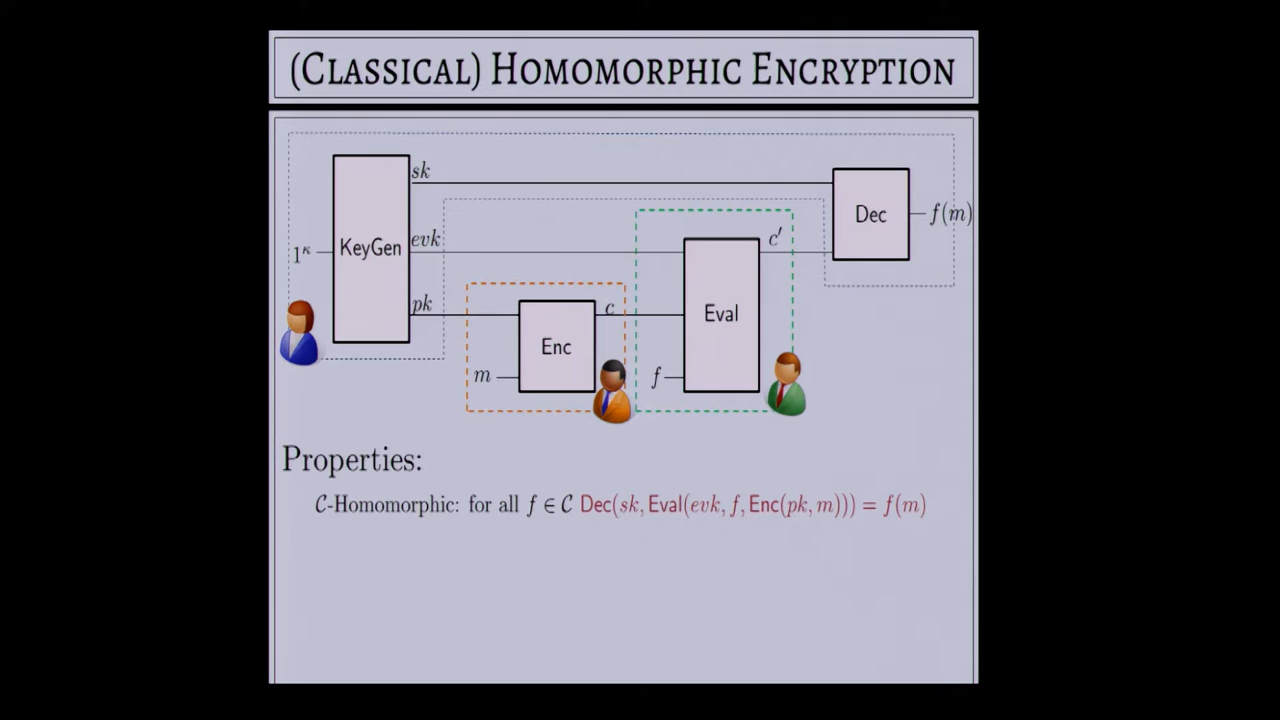 (Classical) Homomorphic Encryption
sk
Dec
f(m)
evk
c′
1^κ
KeyGen
pk
c
Eval
Enc
m
f
Properties:
𝒞-Homomorphic: for all f ∈ 𝒞 Dec(sk, Eval(evk, f, Enc(pk, m))) = f(m)